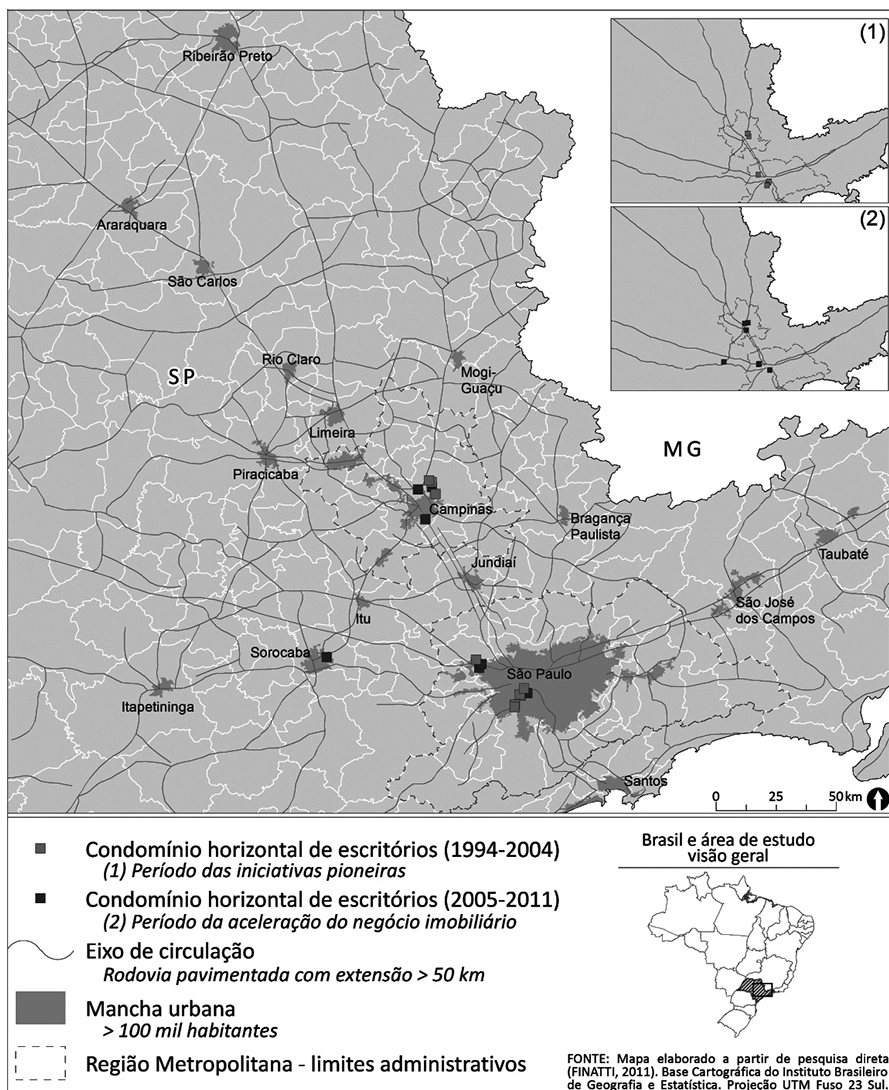 (1)
(2)
Ribeirão Preto
Araraquara
São Carlos
Rio Claro
SP
Mogi-
Guaçu
Limeira
MG
Piracicaba
Campinas
Bragança
Paulista
Taubaté
Jundiaí
São José
dos Campos
Itu
Sorocaba
São Paulo
Itapetininga
Santos
0 25 50 km
Condomínio horizontal de escritórios (1994-2004)
(1) Período das iniciativas pioneiras
Condomínio horizontal de escritórios (2005-2011)
(2) Período da aceleração do negócio imobiliário
Eixo de circulação
Rodovia pavimentada com extensão > 50 km
Mancha urbana
> 100 mil habitantes
Região Metropolitana - limites administrativos
Brasil e área de estudo
visão geral
FONTE: Mapa elaborado a partir de pesquisa direta
(FINATTI, 2011). Base Cartográfica do Instituto Brasileiro
de Geografia e Estatística. Projeção UTM Fuso 23 Sul.